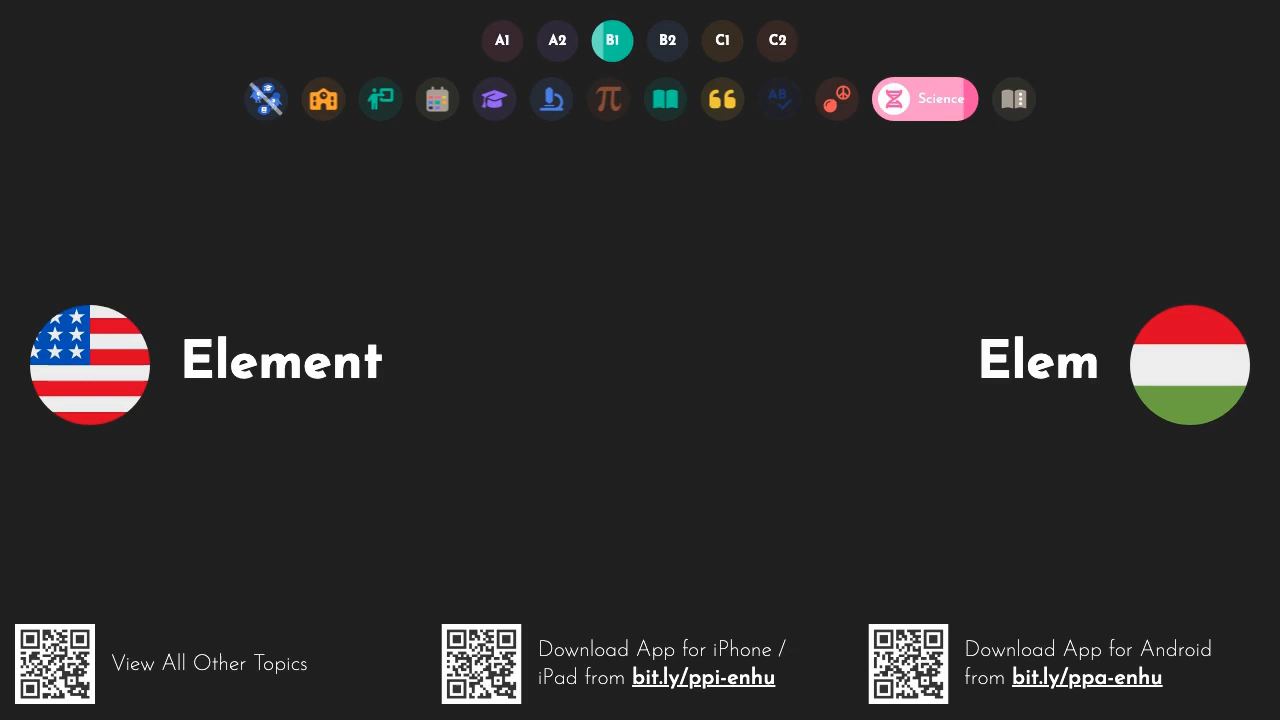 A1 A2 B1 B2 C1 C2
Science
Element
Elem
View All Other Topics
Download App for iPhone /
iPad from bit.ly/ppi-enhu
Download App for Android
from bit.ly/ppa-enhu